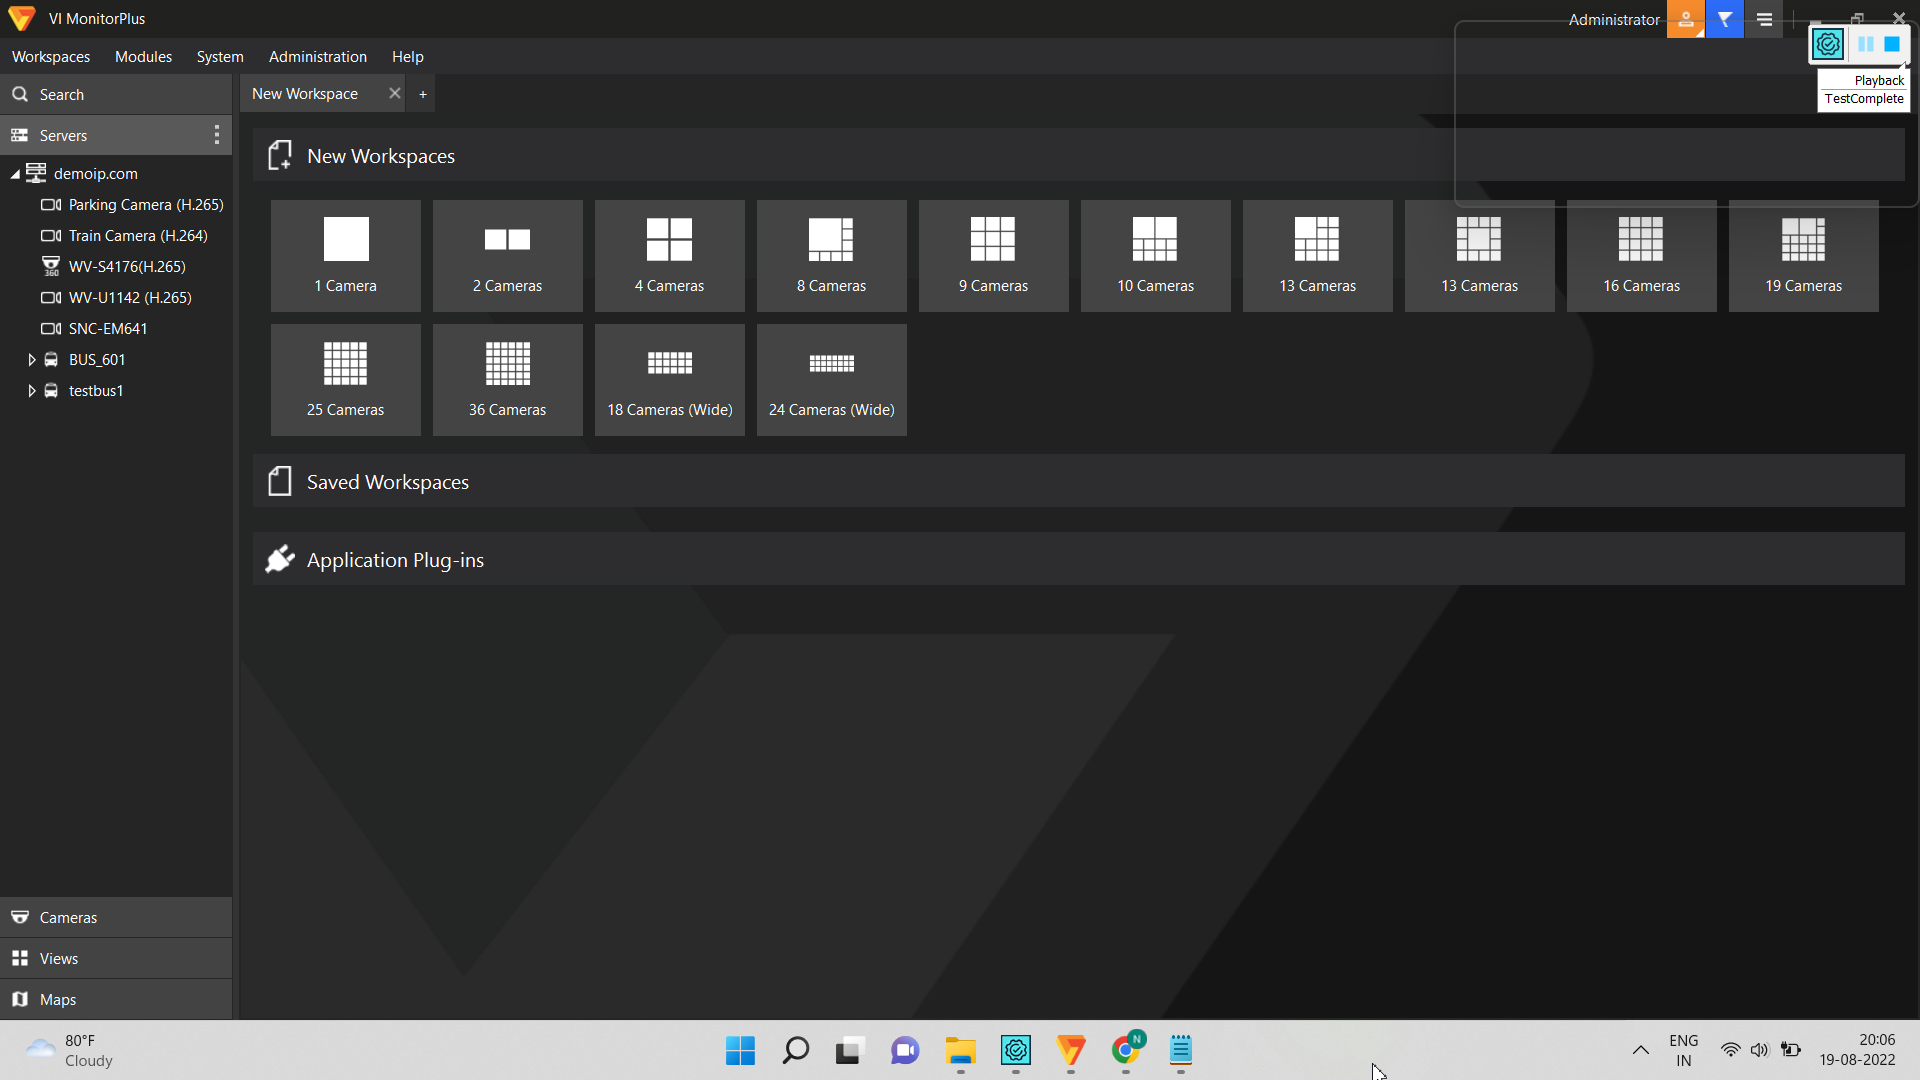 VI MonitorPlus
Administrator
Workspaces Modules System Administration Help
Playback
TestComplete
Search
New Workspace
Servers
demoip.com
Parking Camera (H.265)
Train Camera (H.264)
WV-S4176(H.265)
360
WV-U1142 (H.265)
SNC-EM641
BUS_601
testbus1
New Workspaces
1 Camera
2 Cameras
4 Cameras
8 Cameras
9 Cameras
10 Cameras
13 Cameras
13 Cameras
16 Cameras
19 Cameras
25 Cameras
36 Cameras
18 Cameras (Wide)
24 Cameras (Wide)
Saved Workspaces
Application Plug-ins
Cameras
Views
Maps
80°F
Cloudy
N
ENG
IN
20:06
19-08-2022